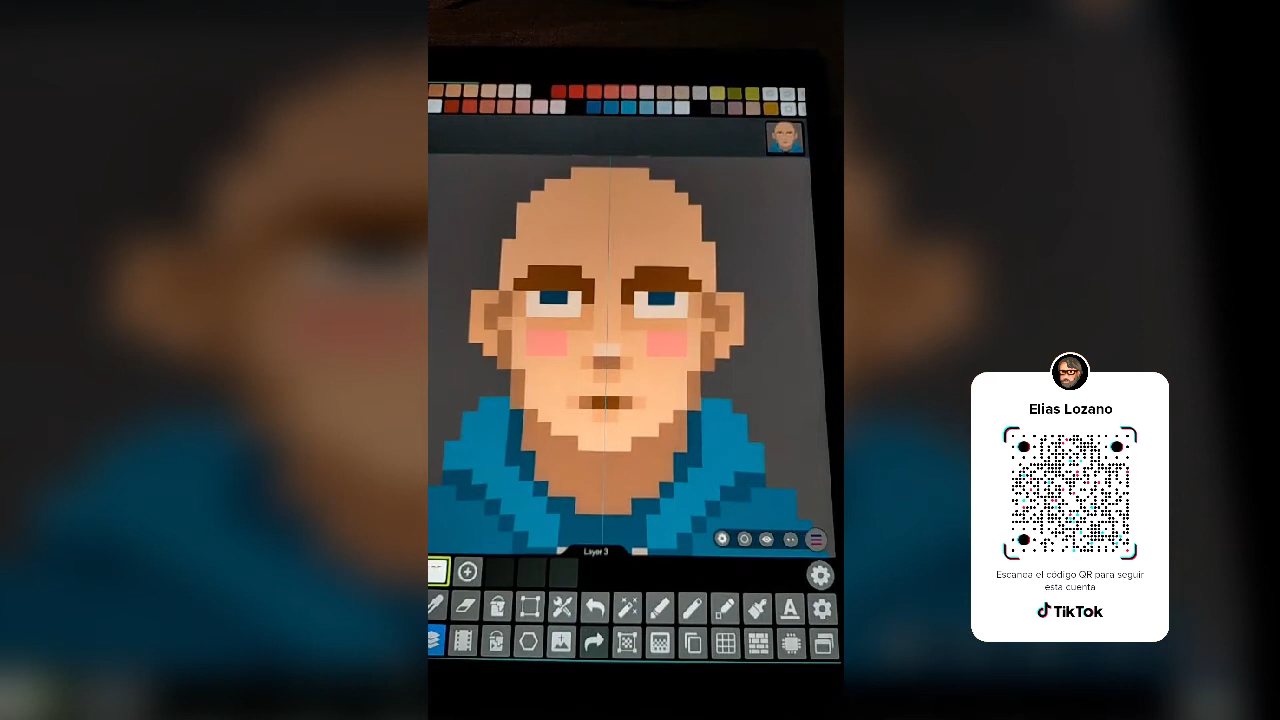 Layer 3
A
Elias Lozano
Escanea el código QR para seguir
esta cuenta
TikTok